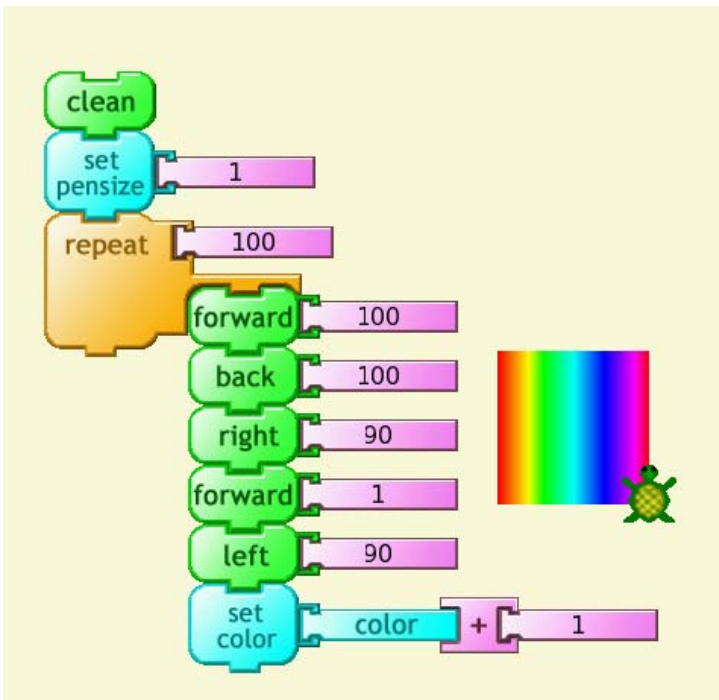 clean
set
pensize 1
repeat 100
forward 100
back 100
right 90
forward 1
left 90
set
color color + 1